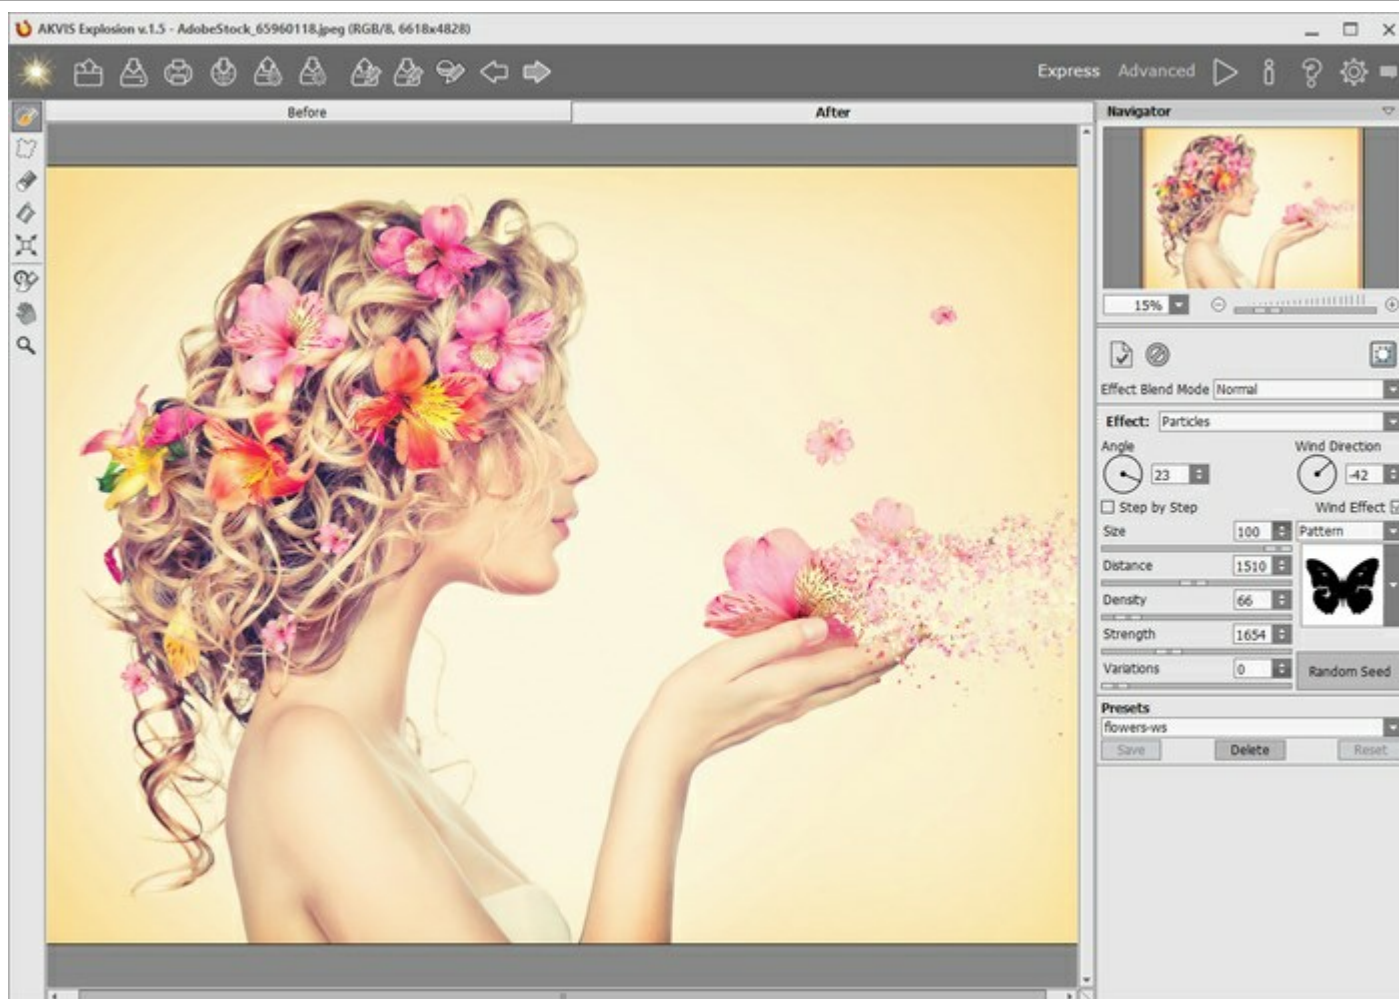 AKVIS Explosion v.1.5 - AdobeStock_65960118.jpeg (RGB/8, 6618x4828)
Express Advanced
Before After
Navigator
15%
Effect Blend Mode Normal
Effect: Particles
Angle Wind Direction
23 -42
Step by Step Wind Effect
Size 100 Pattern
Distance 1510
Density 66
Strength 1654
Variations 0 Random Seed
Presets
flowers-ws
Save Delete Reset